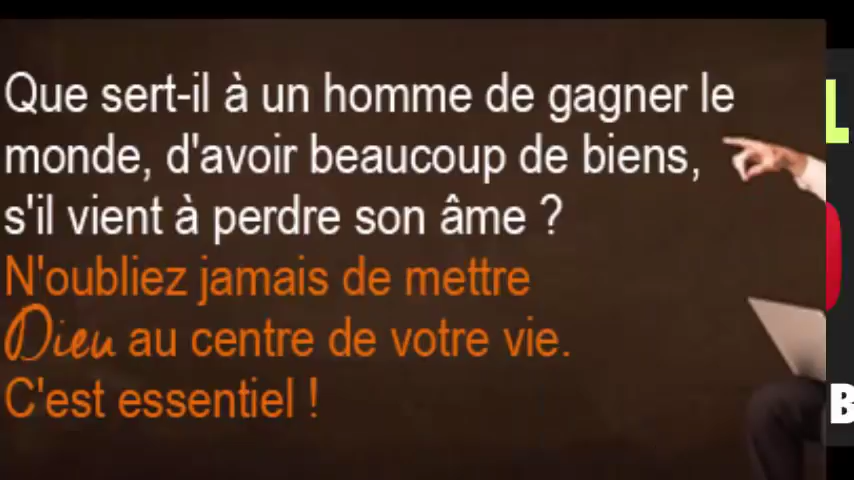 Que sert-il à un homme de gagner le
monde, d'avoir beaucoup de biens,
s'il vient à perdre son âme ?
N'oubliez jamais de mettre
Dieu au centre de votre vie.
C'est essentiel !
L
B